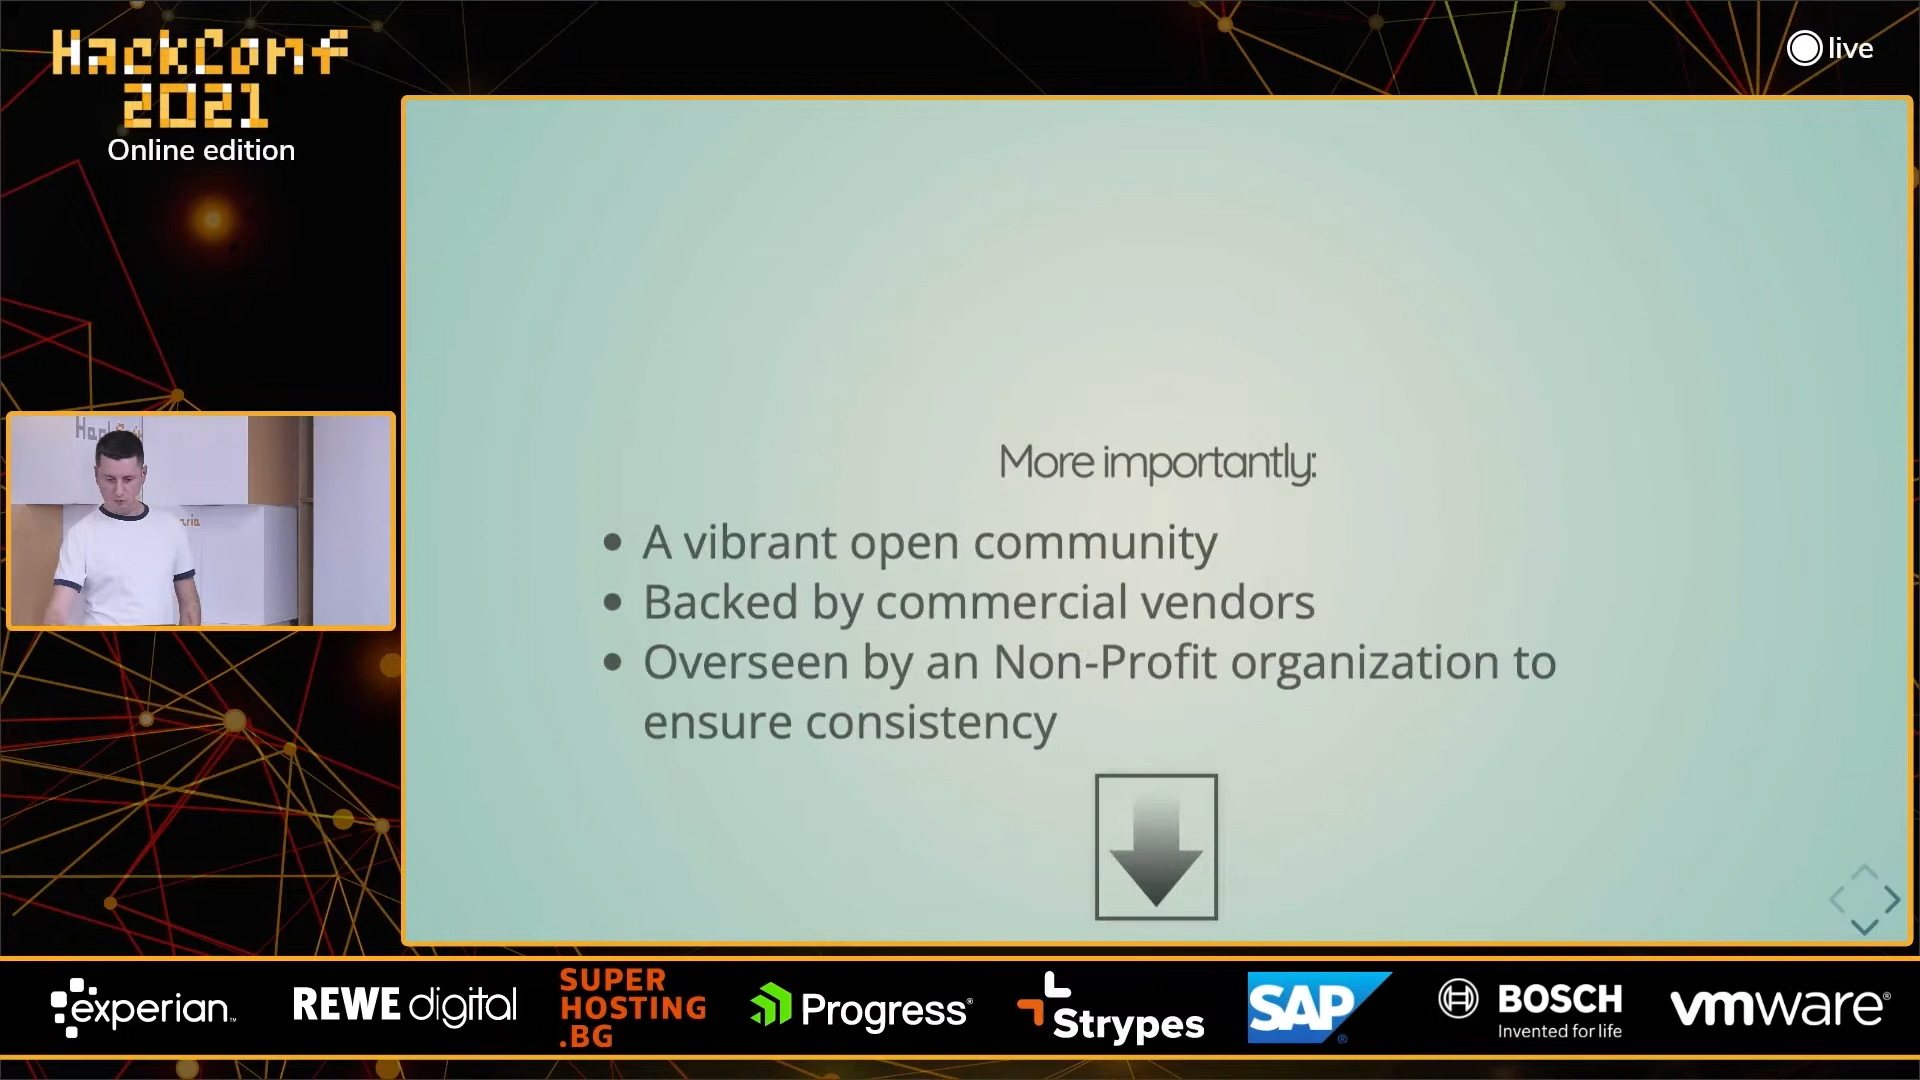 HackConf
2021
Online edition
live
More importantly:
• A vibrant open community
• Backed by commercial vendors
• Overseen by an Non-Profit organization to
ensure consistency
experian™
REWE digital
SUPER
HOSTING
.BG
Progress®
Strypes
SAP®
BOSCH
Invented for life
vmware®